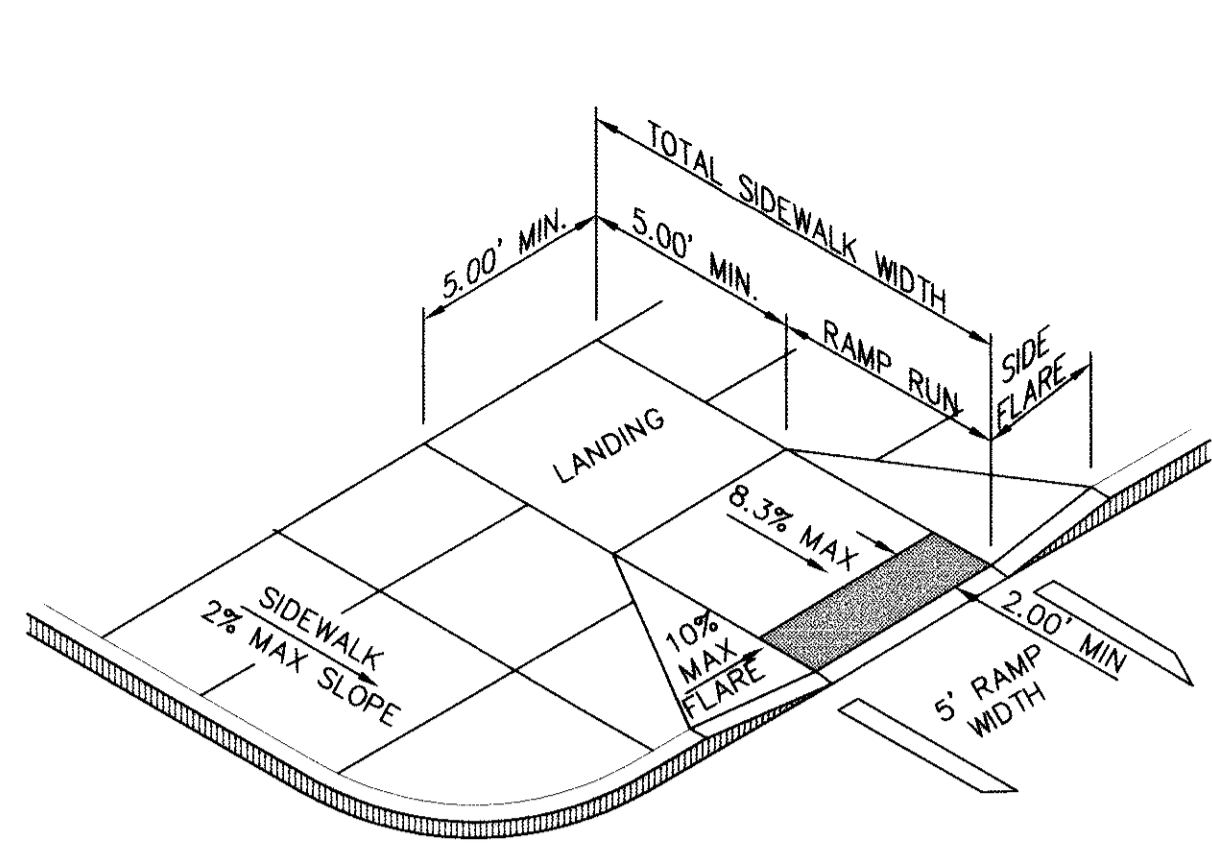 TOTAL SIDEWALK WIDTH
5.00' MIN.
5.00' MIN.
RAMP RUN
SIDE
FLARE
LANDING
8.3% MAX
SIDEWALK
2% MAX SLOPE
10%
MAX
FLARE
2.00' MIN
5' RAMP
WIDTH